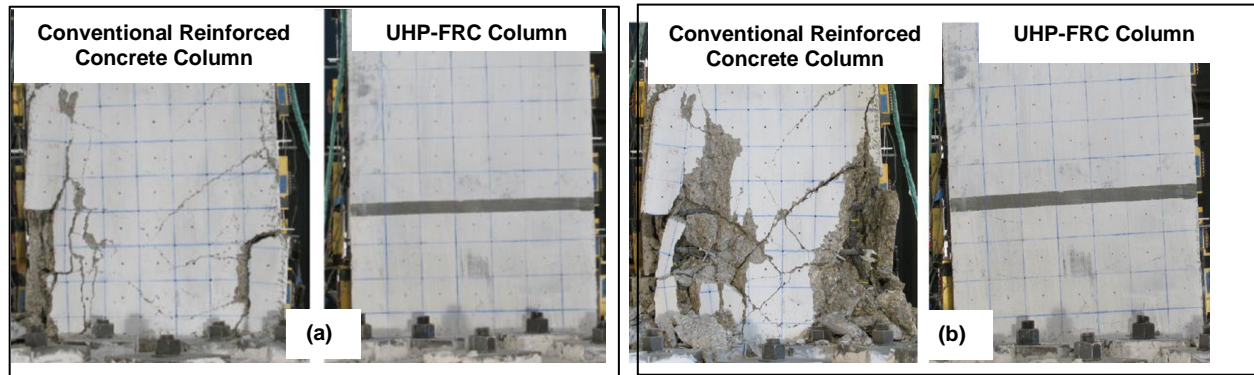 Conventional Reinforced
Concrete Column
UHP-FRC Column
(a)
Conventional Reinforced
Concrete Column
UHP-FRC Column
(b)